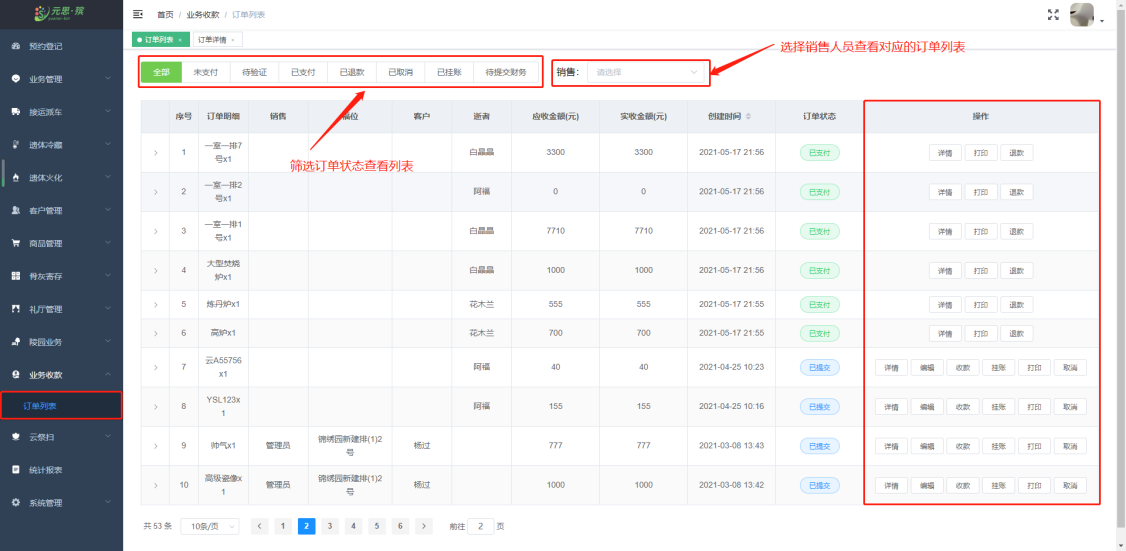 元思·殡
首页 / 业务收款 / 订单列表
订单列表 ×
订单详情 ×
选择销售人员查看对应的订单列表
预约登记
业务管理
接运派车
遗体冷藏
遗体火化
客户管理
商品管理
骨灰寄存
礼厅管理
陵园业务
业务收款
订单列表
云祭扫
统计报表
系统管理
全部 未支付 待验证 已支付 已退款 已取消 已挂账 待提交财务
销售: 请选择
筛选订单状态查看列表
序号 订单明细 销售 福位 客户 逝者 应收金额(元) 实收金额(元) 创建时间 订单状态 操作
1 一室一排7号x1 白晶晶 3300 3300 2021-05-17 21:56 已支付 详情 打印 退款
2 一室一排2号x1 阿福 0 0 2021-05-17 21:56 已支付 详情 打印 退款
3 一室一排1号x1 白晶晶 7710 7710 2021-05-17 21:56 已支付 详情 打印 退款
4 大型焚烧炉x1 白晶晶 1000 1000 2021-05-17 21:56 已支付 详情 打印 退款
5 炼丹炉x1 花木兰 555 555 2021-05-17 21:55 已支付 详情 打印 退款
6 高炉x1 花木兰 700 700 2021-05-17 21:55 已支付 详情 打印 退款
7 云A55756x1 阿福 40 40 2021-04-25 10:23 已提交 详情 编辑 收款 挂账 打印 取消
8 YSL123x1 阿福 155 155 2021-04-25 10:16 已提交 详情 编辑 收款 挂账 打印 取消
9 帅气x1 管理员 锦绣园新建排(1)2号 杨过 777 777 2021-03-08 13:43 已提交 详情 编辑 收款 挂账 打印 取消
10 高级瓷像x1 管理员 锦绣园新建排(1)2号 杨过 1000 1000 2021-03-08 13:42 已提交 详情 编辑 收款 挂账 打印 取消
共 53 条 10条/页 < 1 2 3 4 5 6 > 前往 2 页